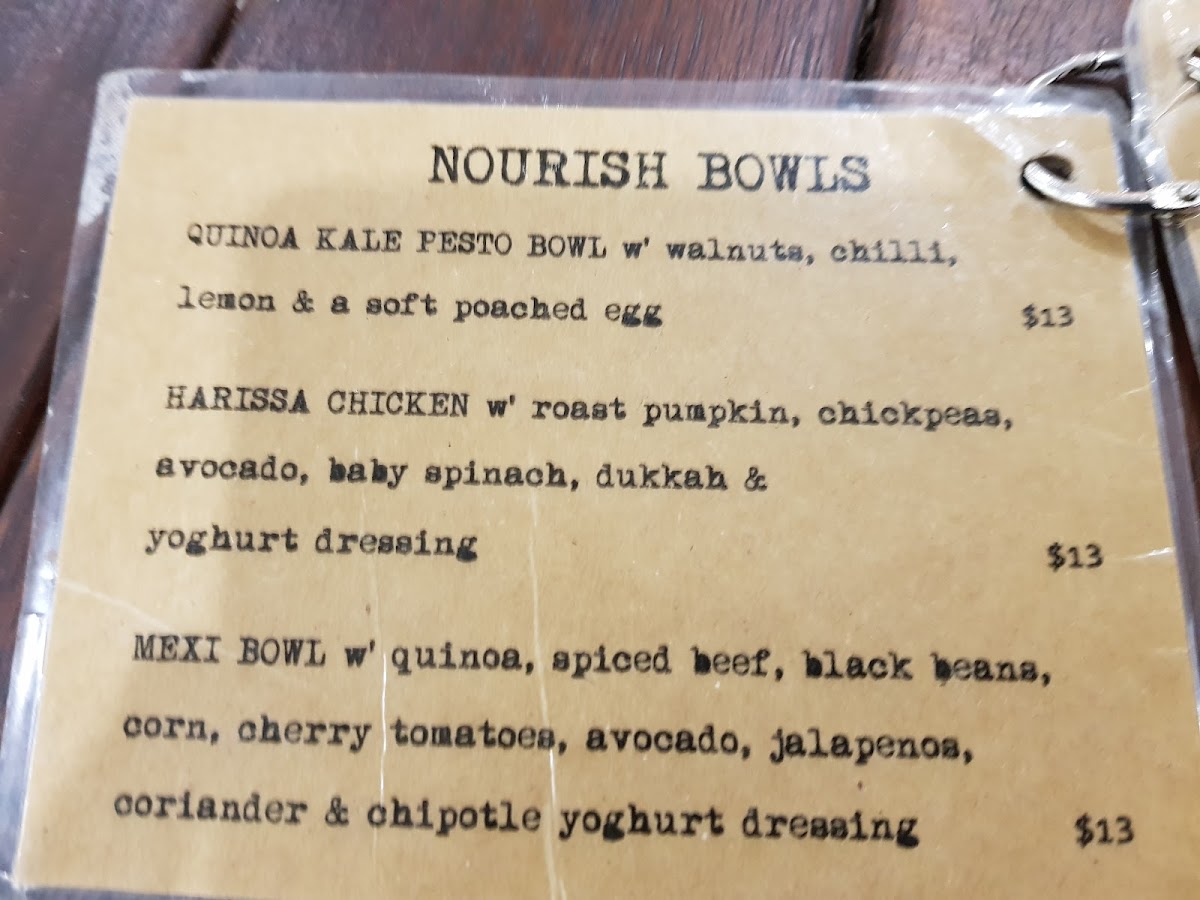 NOURISH BOWLS
QUINOA KALE PESTO BOWL w' walnuts, chilli,
lemon & a soft poached egg $13
HARISSA CHICKEN w' roast pumpkin, chickpeas,
avocado, baby spinach, dukkah &
yoghurt dressing $13
MEXI BOWL w' quinoa, spiced beef, black beans,
corn, cherry tomatoes, avocado, jalapenos,
coriander & chipotle yoghurt dressing $13